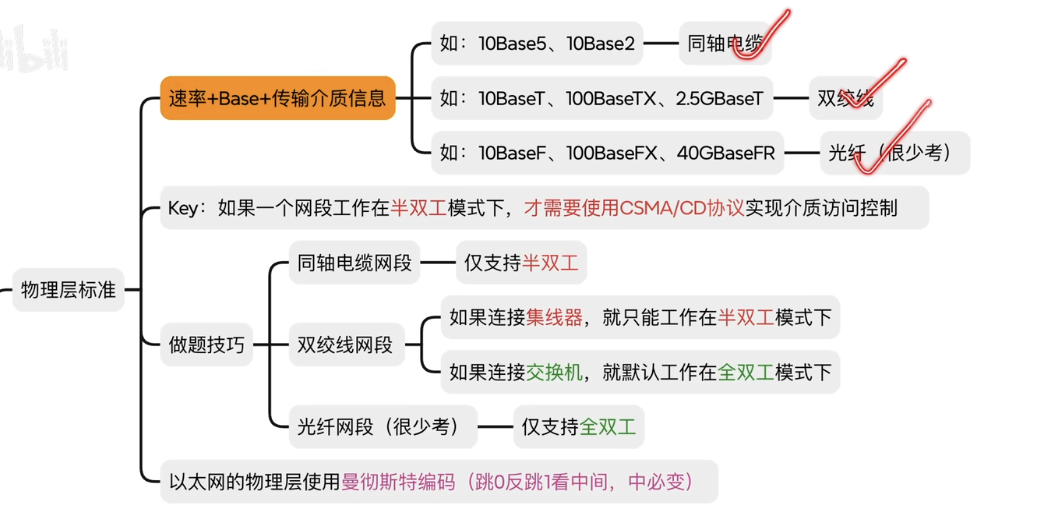 如：10Base5、10Base2
同轴电缆
速率+Base+传输介质信息
如：10BaseT、100BaseTX、2.5GBaseT
双绞线
如：10BaseF、100BaseFX、40GBaseFR
光纤（很少考）
Key：如果一个网段工作在半双工模式下，才需要使用CSMA/CD协议实现介质访问控制
物理层标准
同轴电缆网段
仅支持半双工
做题技巧
双绞线网段
如果连接集线器，就只能工作在半双工模式下
如果连接交换机，就默认工作在全双工模式下
光纤网段（很少考）
仅支持全双工
以太网的物理层使用曼彻斯特编码（跳0反跳1看中间，中必变）